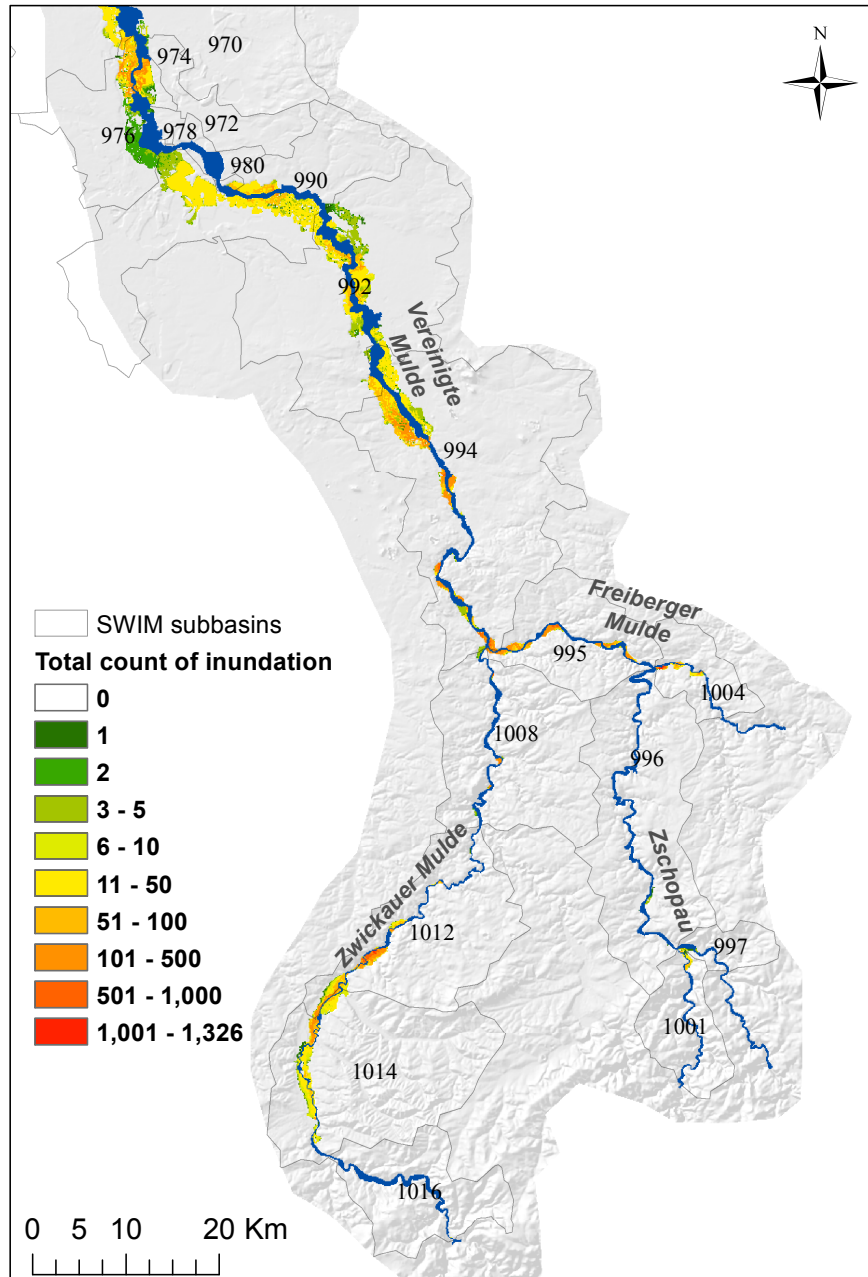 N
974
970
976
978
972
980
990
992
Vereinigte
Mulde
994
Freiberger
Mulde
995
1004
1008
996
Zschopau
Zwickauer Mulde
1012
997
1001
1014
1016
SWIM subbasins
Total count of inundation
0
1
2
3 - 5
6 - 10
11 - 50
51 - 100
101 - 500
501 - 1,000
1,001 - 1,326
0 5 10 20 Km